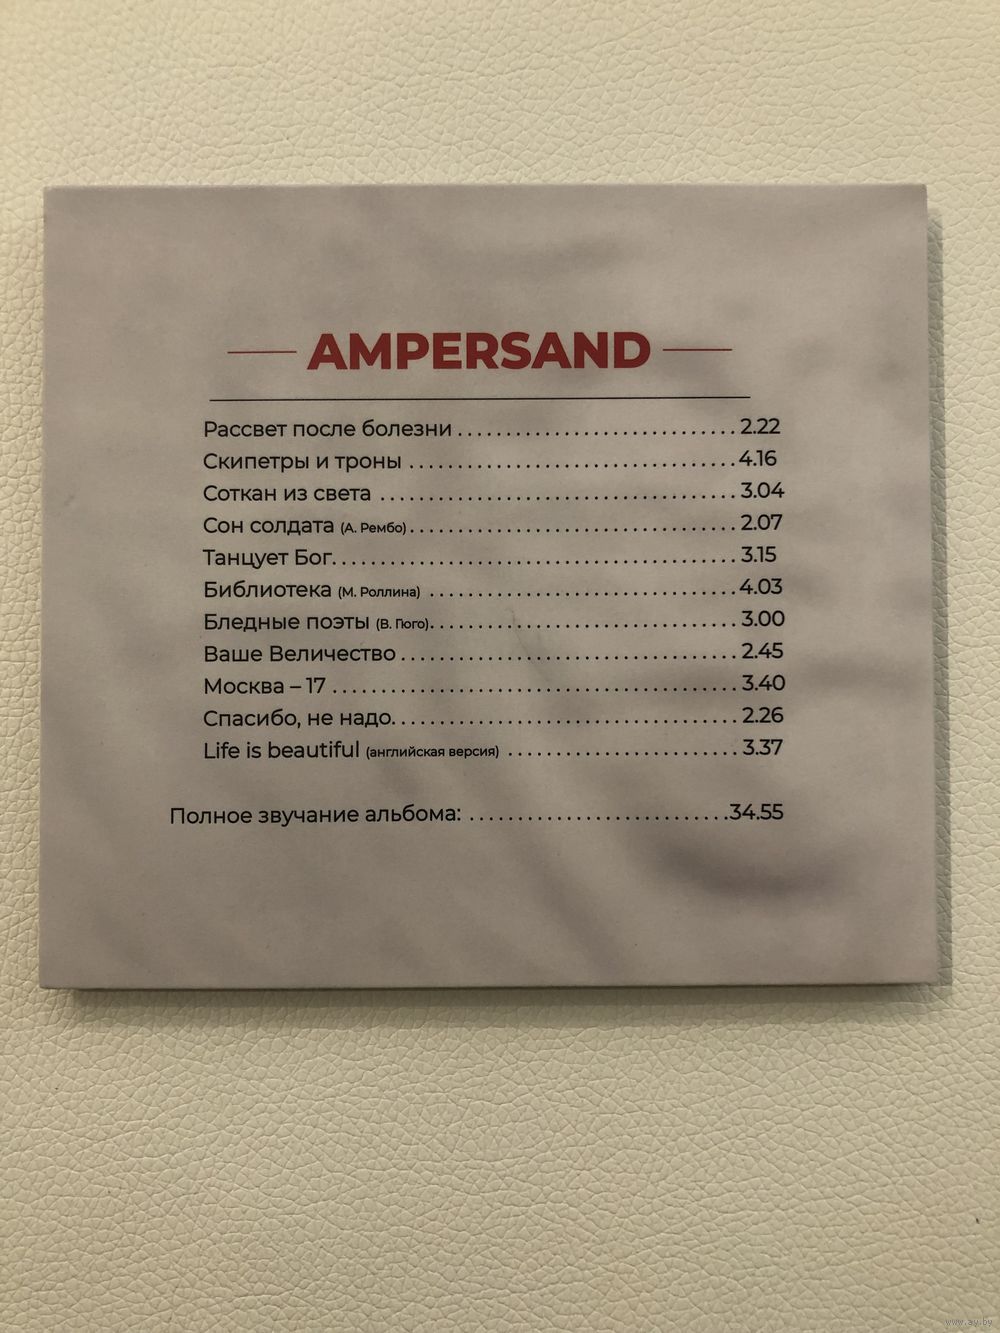 AMPERSAND
Рассвет после болезни ............................. 2.22
Скипетры и троны .................................. 4.16
Соткан из света ..................................... 3.04
Сон солдата (А. Рембо).................................. 2.07
Танцует Бог.......................................... 3.15
Библиотека (М. Роллина) ................................ 4.03
Бледные поэты (В. Гюго)................................ 3.00
Ваше Величество ................................... 2.45
Москва – 17 .......................................... 3.40
Спасибо, не надо.................................... 2.26
Life is beautiful (английская версия) ........................ 3.37
Полное звучание альбома: ........................... 34.55
www.ay.by